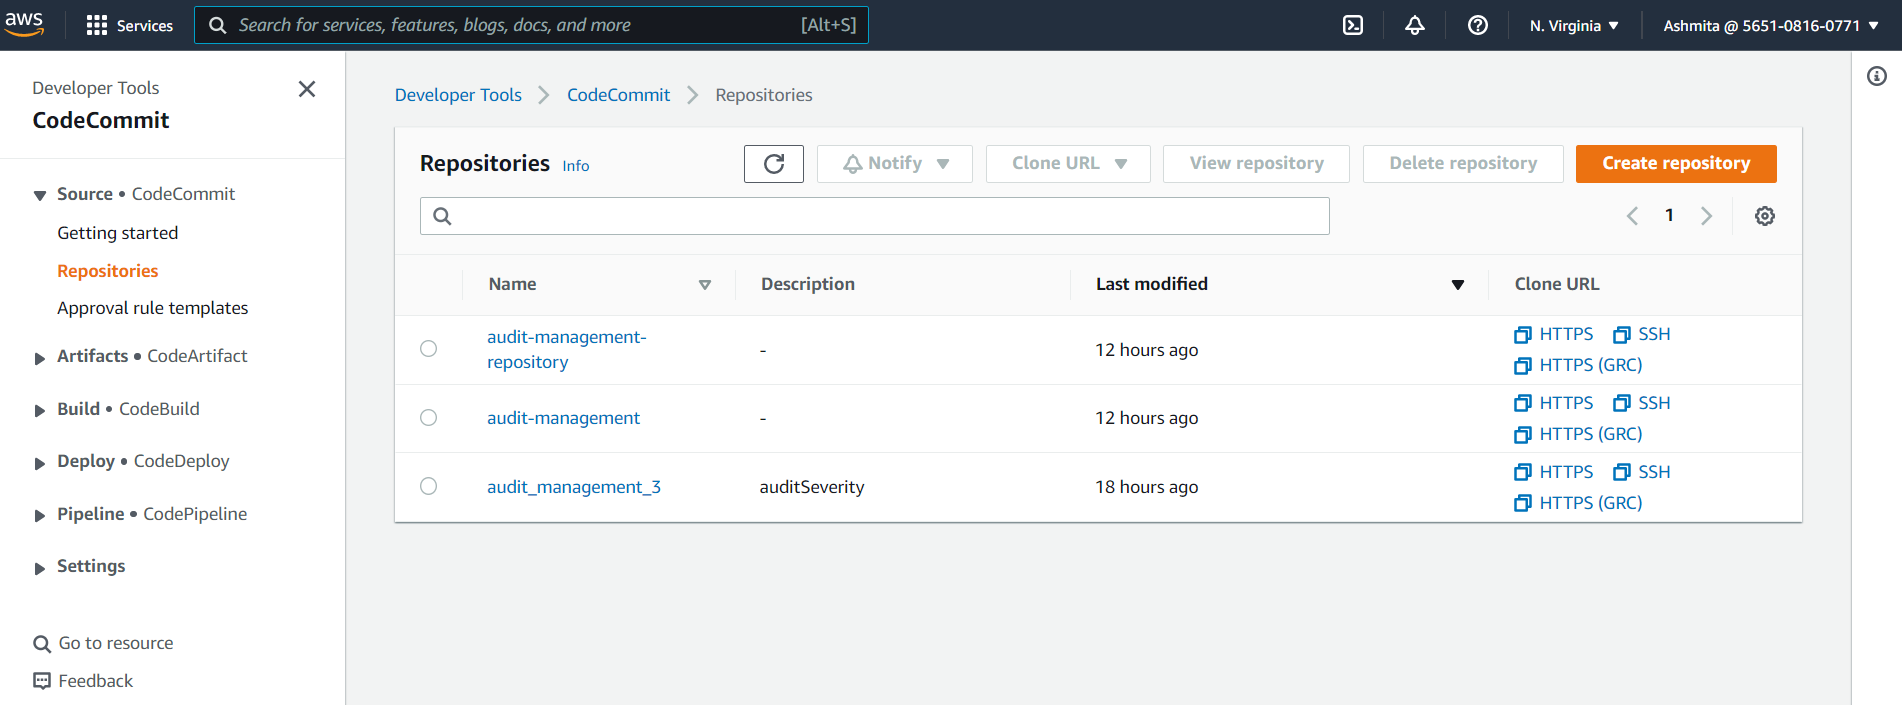 aws
Services
Search for services, features, blogs, docs, and more
[Alt+S]
N. Virginia
Ashmita @ 5651-0816-0771
Developer Tools
CodeCommit
Source • CodeCommit
Getting started
Repositories
Approval rule templates
Artifacts • CodeArtifact
Build • CodeBuild
Deploy • CodeDeploy
Pipeline • CodePipeline
Settings
Go to resource
Feedback
Developer Tools
CodeCommit
Repositories
Repositories Info
Notify
Clone URL
View repository
Delete repository
Create repository
1
Name
Description
Last modified
Clone URL
audit-management-
repository
-
12 hours ago
HTTPS SSH
HTTPS (GRC)
audit-management
-
12 hours ago
HTTPS SSH
HTTPS (GRC)
audit_management_3
auditSeverity
18 hours ago
HTTPS SSH
HTTPS (GRC)